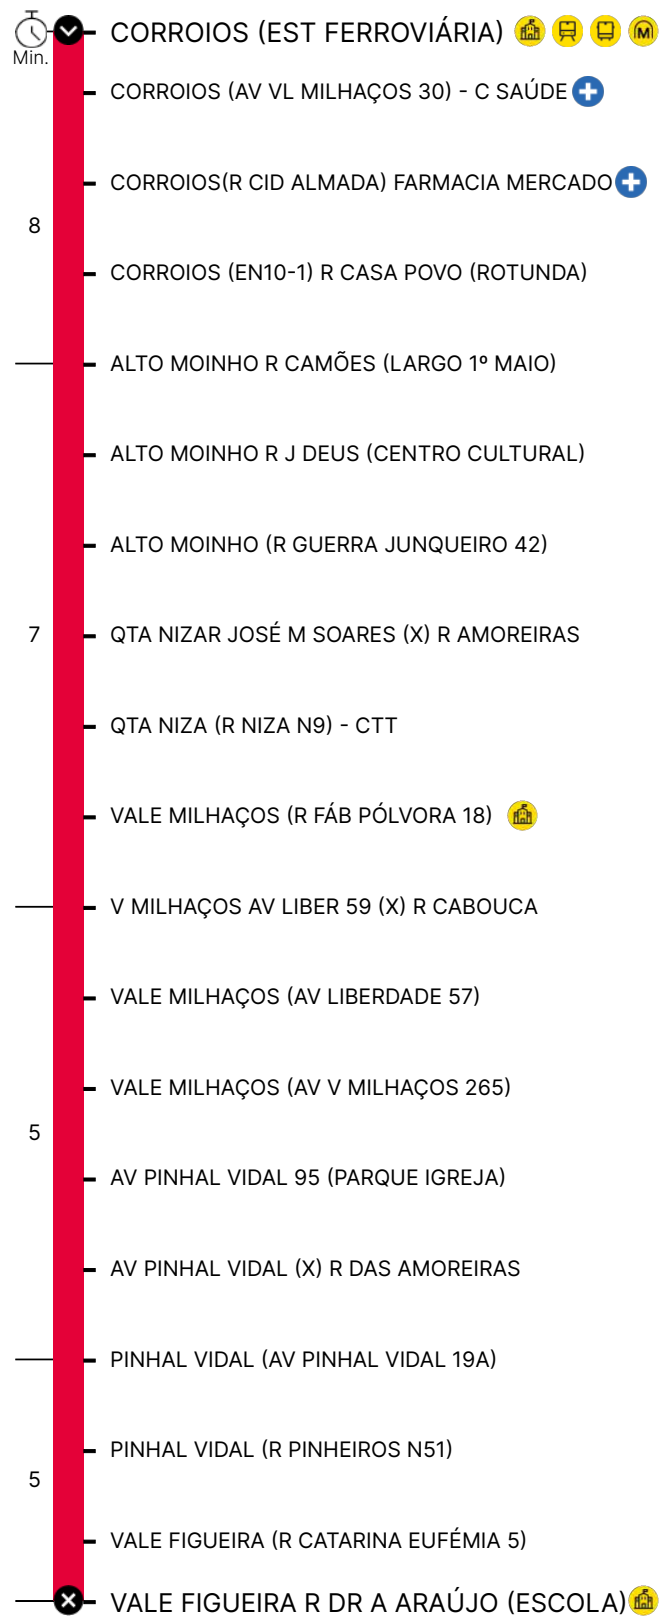 CORROIOS (EST FERROVIÁRIA)
Min.
CORROIOS (AV VL MILHAÇOS 30) - C SAÚDE
CORROIOS(R CID ALMADA) FARMACIA MERCADO
8
CORROIOS (EN10-1) R CASA POVO (ROTUNDA)
ALTO MOINHO R CAMÕES (LARGO 1º MAIO)
ALTO MOINHO R J DEUS (CENTRO CULTURAL)
ALTO MOINHO (R GUERRA JUNQUEIRO 42)
7
QTA NIZAR JOSÉ M SOARES (X) R AMOREIRAS
QTA NIZA (R NIZA N9) - CTT
VALE MILHAÇOS (R FÁB PÓLVORA 18)
V MILHAÇOS AV LIBER 59 (X) R CABOUCA
VALE MILHAÇOS (AV LIBERDADE 57)
VALE MILHAÇOS (AV V MILHAÇOS 265)
5
AV PINHAL VIDAL 95 (PARQUE IGREJA)
AV PINHAL VIDAL (X) R DAS AMOREIRAS
PINHAL VIDAL (AV PINHAL VIDAL 19A)
PINHAL VIDAL (R PINHEIROS N51)
5
VALE FIGUEIRA (R CATARINA EUFÉMIA 5)
VALE FIGUEIRA R DR A ARAÚJO (ESCOLA)